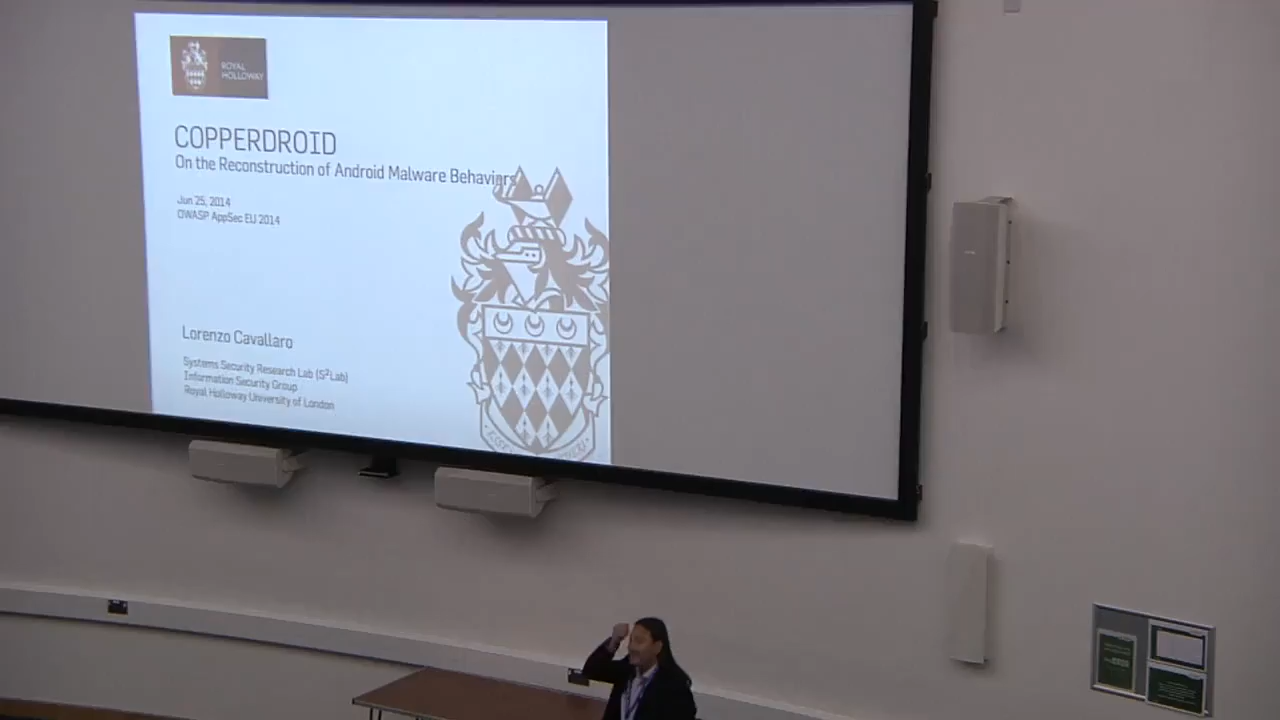 ROYAL
HOLLOWAY
COPPERDROID
On the Reconstruction of Android Malware Behaviors
Jun 25, 2014
OWASP AppSec EU 2014
Lorenzo Cavallaro
Systems Security Research Lab (S²Lab)
Information Security Group
Royal Holloway University of London